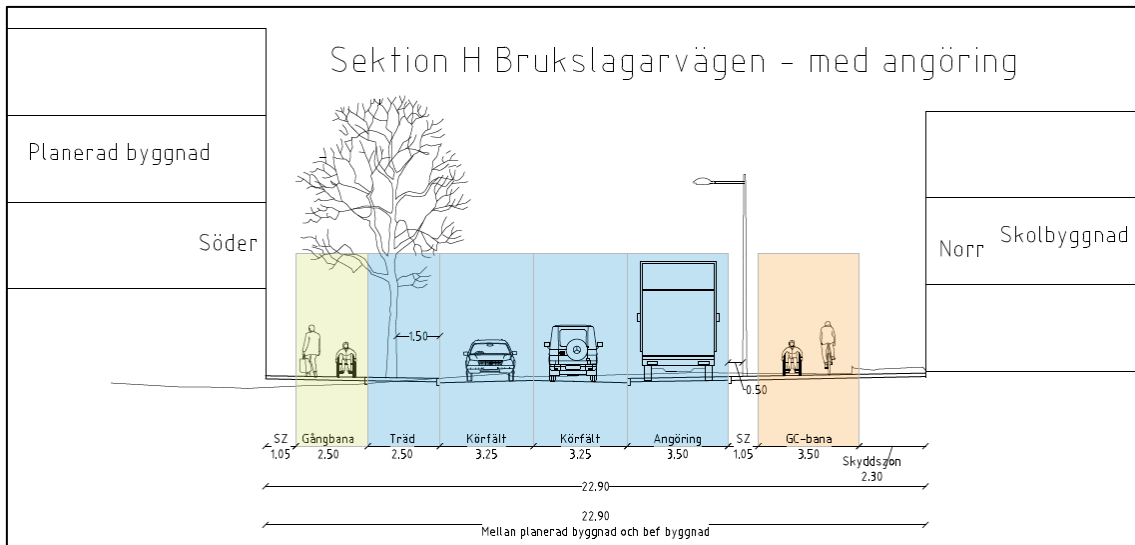 Sektion H Brukslagarvägen - med angöring
Planerad byggnad
Söder
Norr
Skolbyggnad
1.50
0.50
SZ Gångbana Träd Körfält Körfält Angöring SZ GC-bana
1.05 2.50 2.50 3.25 3.25 3.50 1.05 3.50
Skyddszon
2.30
22.90
22.90
Mellan planerad byggnad och bef byggnad